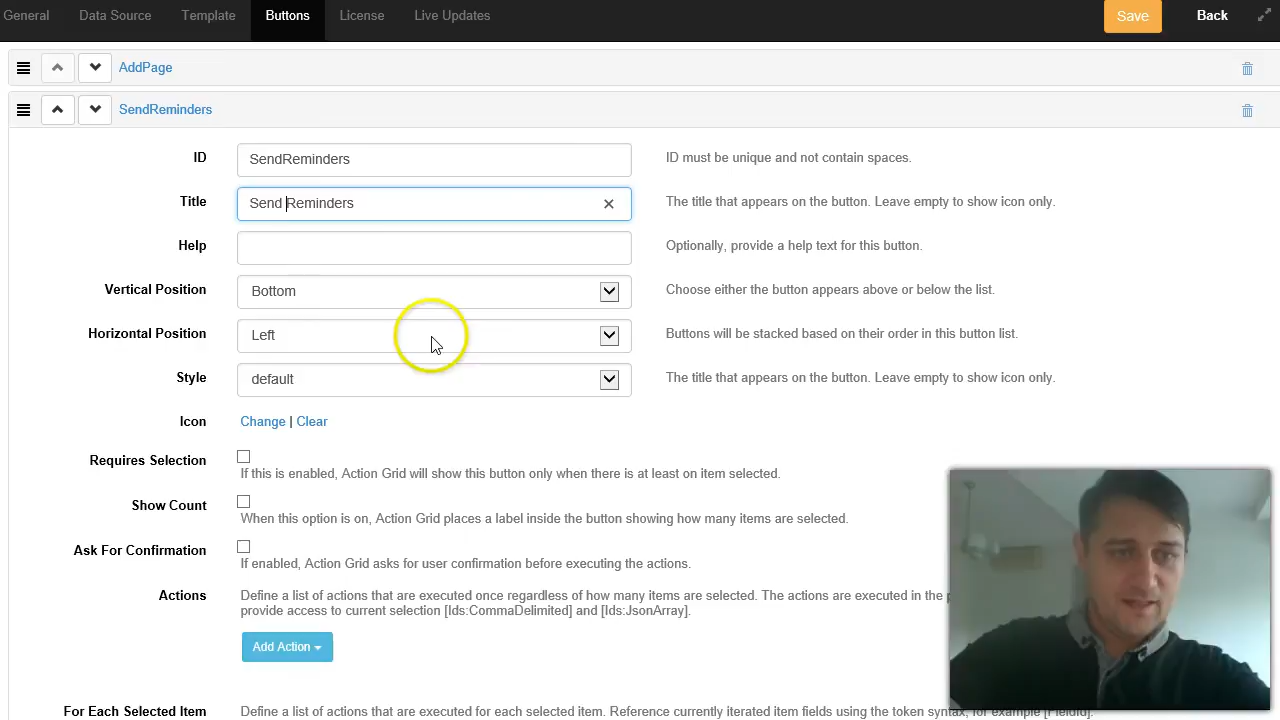 General Data Source Template Buttons License Live Updates Save Back
AddPage
SendReminders
ID SendReminders ID must be unique and not contain spaces.
Title Send Reminders The title that appears on the button. Leave empty to show icon only.
Help Optionally, provide a help text for this button.
Vertical Position Bottom Choose either the button appears above or below the list.
Horizontal Position Left Buttons will be stacked based on their order in this button list.
Style default The title that appears on the button. Leave empty to show icon only.
Icon Change | Clear
Requires Selection
If this is enabled, Action Grid will show this button only when there is at least on item selected.
Show Count
When this option is on, Action Grid places a label inside the button showing how many items are selected.
Ask For Confirmation
If enabled, Action Grid asks for user confirmation before executing the actions.
Actions Define a list of actions that are executed once regardless of how many items are selected. The actions are executed in the
provide access to current selection [Ids:CommaDelimited] and [Ids:JsonArray].
Add Action
For Each Selected Item Define a list of actions that are executed for each selected item. Reference currently iterated item fields using the token syntax, for example [FieldId].